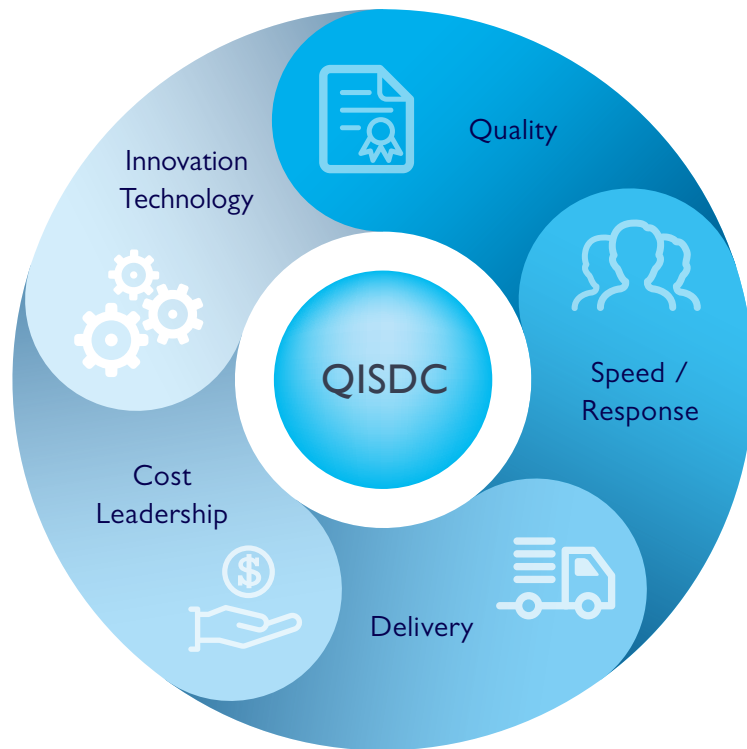 Quality
Innovation
Technology
QISDC
Speed /
Response
Cost
Leadership
Delivery
$